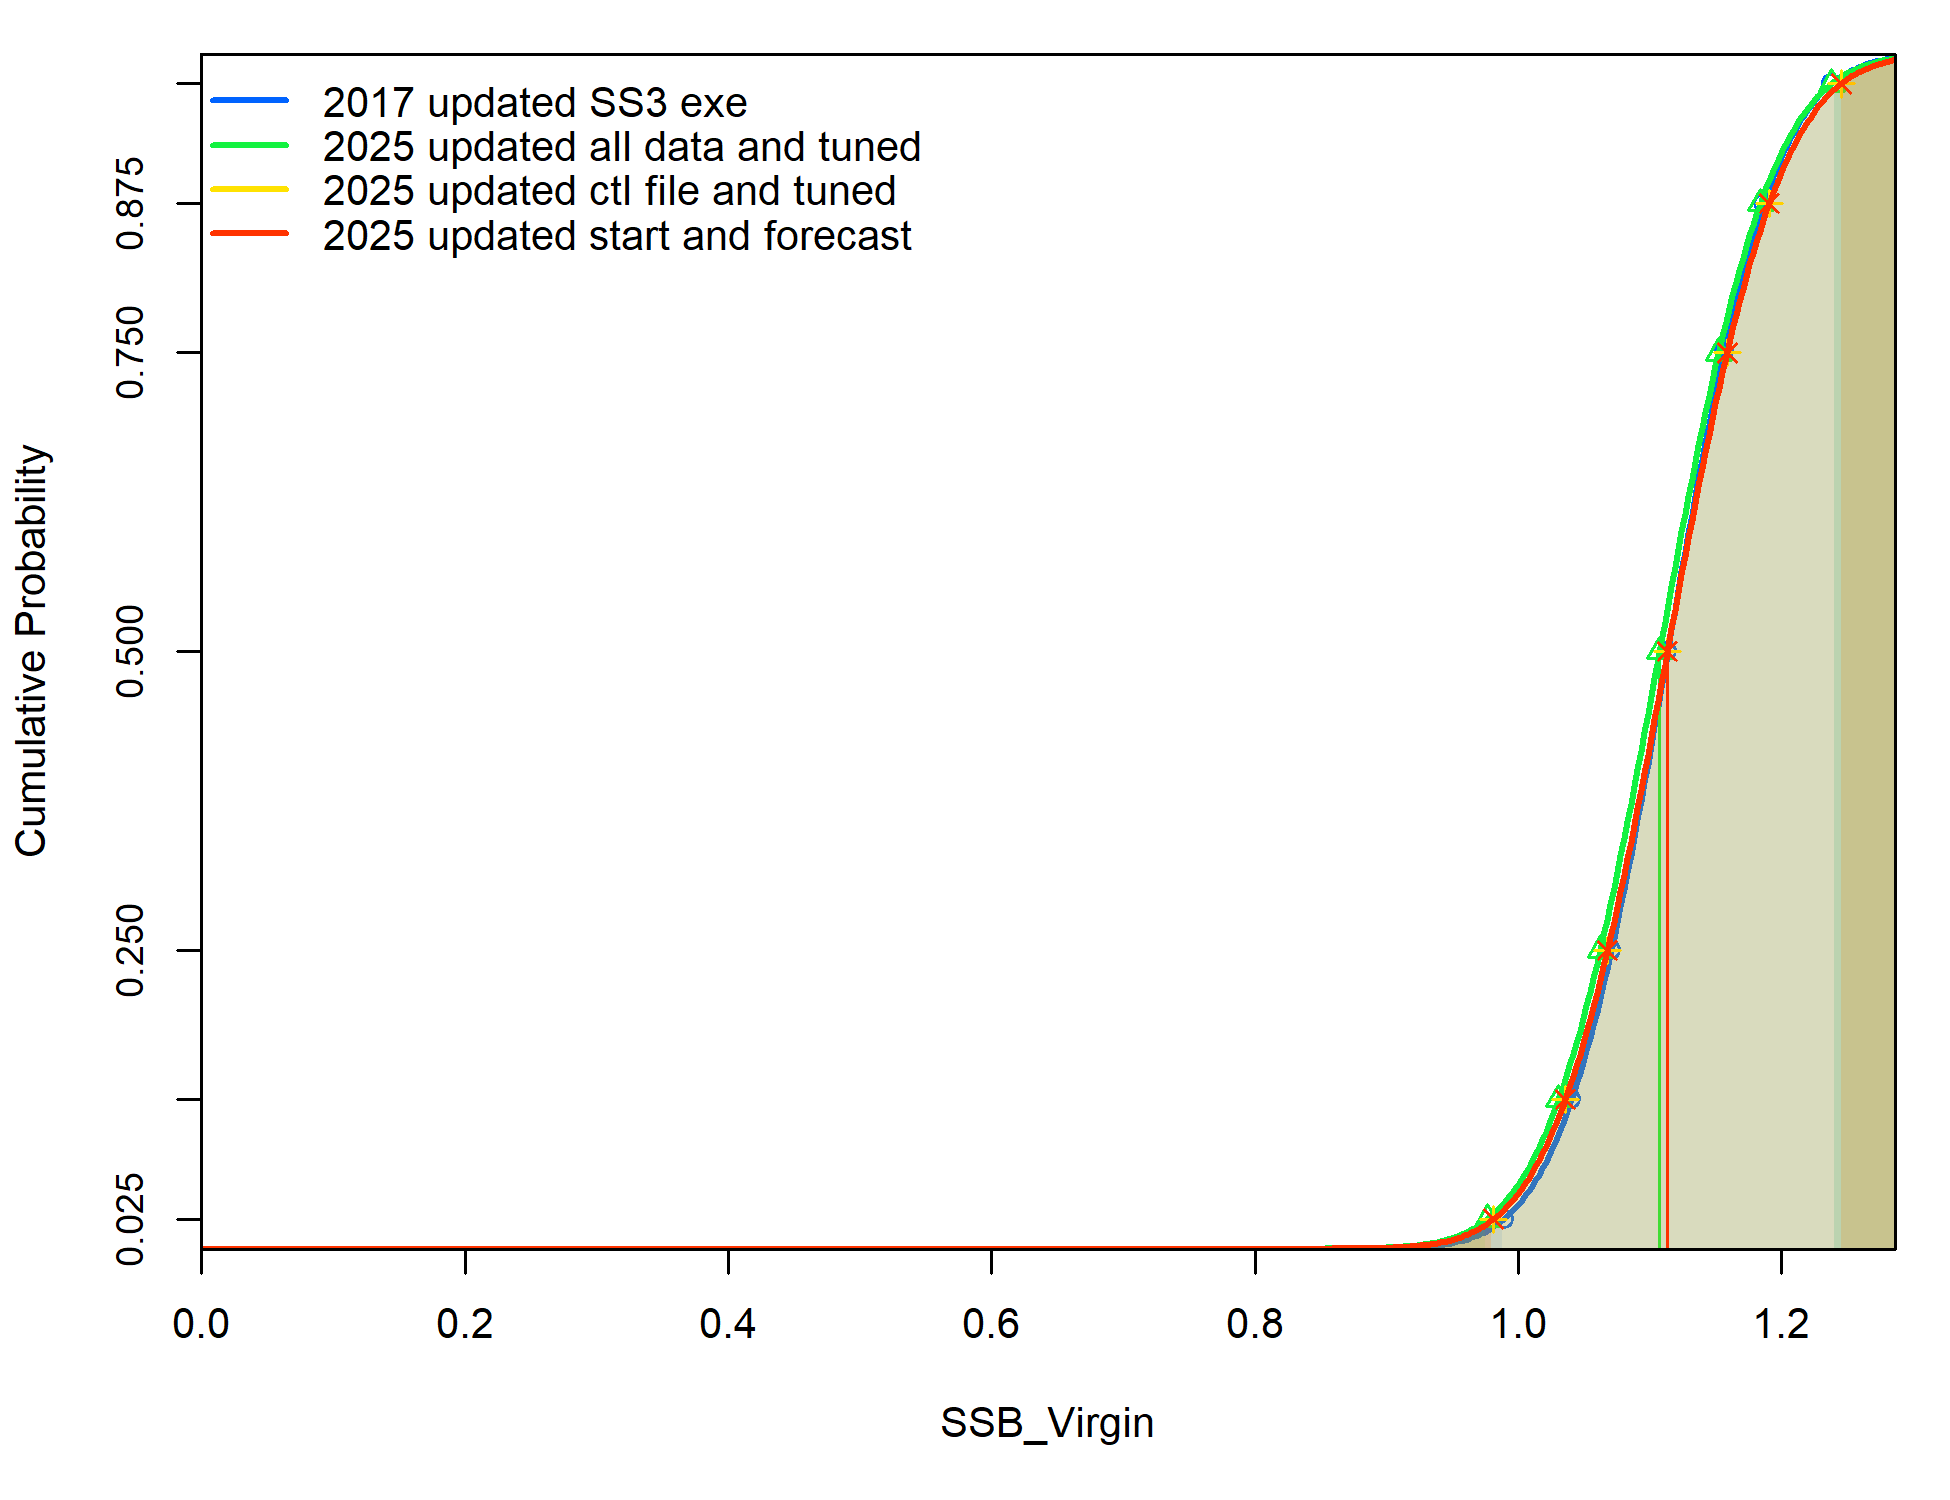 2017 updated SS3 exe
2025 updated all data and tuned
2025 updated ctl file and tuned
2025 updated start and forecast
Cumulative Probability
0.875
0.750
0.500
0.250
0.025
0.0 0.2 0.4 0.6 0.8 1.0 1.2
SSB_Virgin